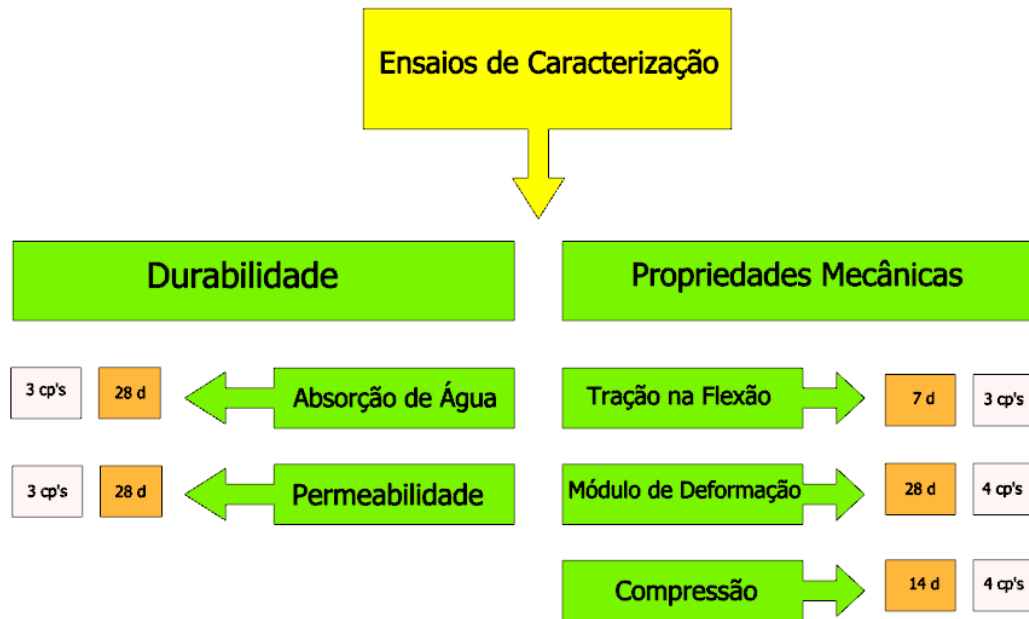 Ensaios de Caracterização
Durabilidade
Propriedades Mecânicas
3 cp's
28 d
Absorção de Água
Tração na Flexão
7 d
3 cp's
3 cp's
28 d
Permeabilidade
Módulo de Deformação
28 d
4 cp's
Compressão
14 d
4 cp's